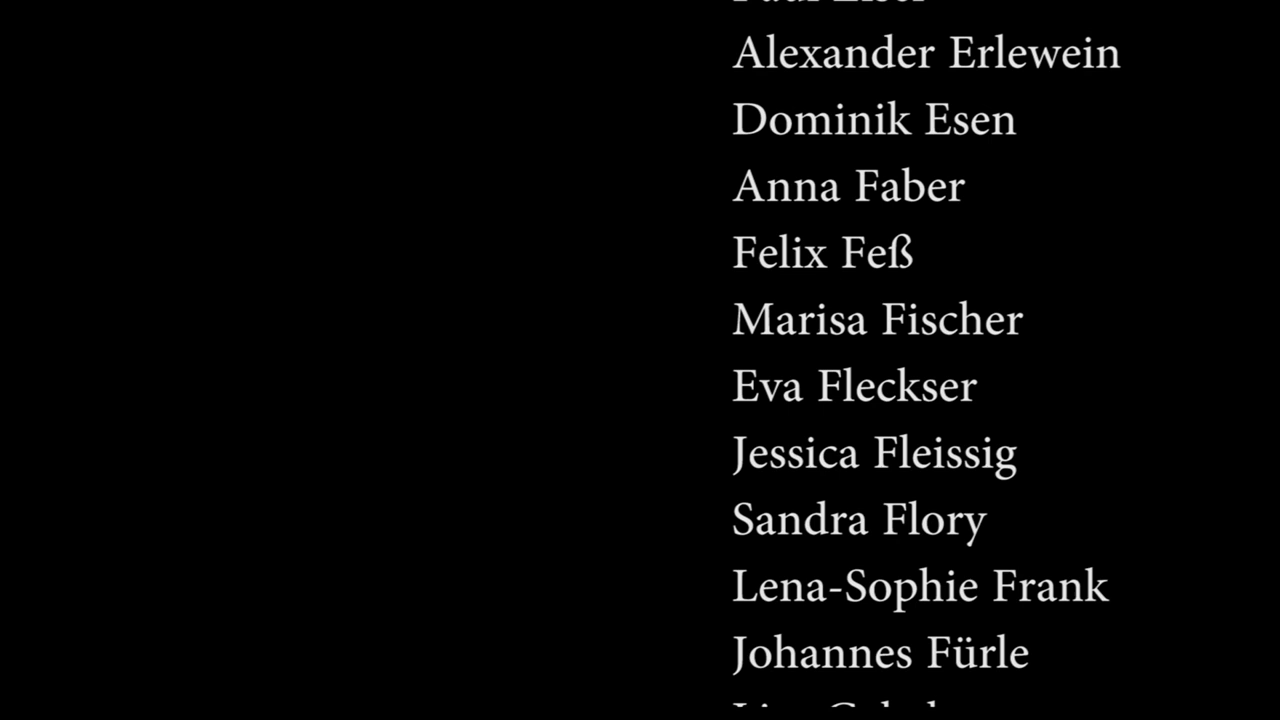 Alexander Erlewein
Dominik Esen
Anna Faber
Felix Feß
Marisa Fischer
Eva Fleckser
Jessica Fleissig
Sandra Flory
Lena-Sophie Frank
Johannes Fürle